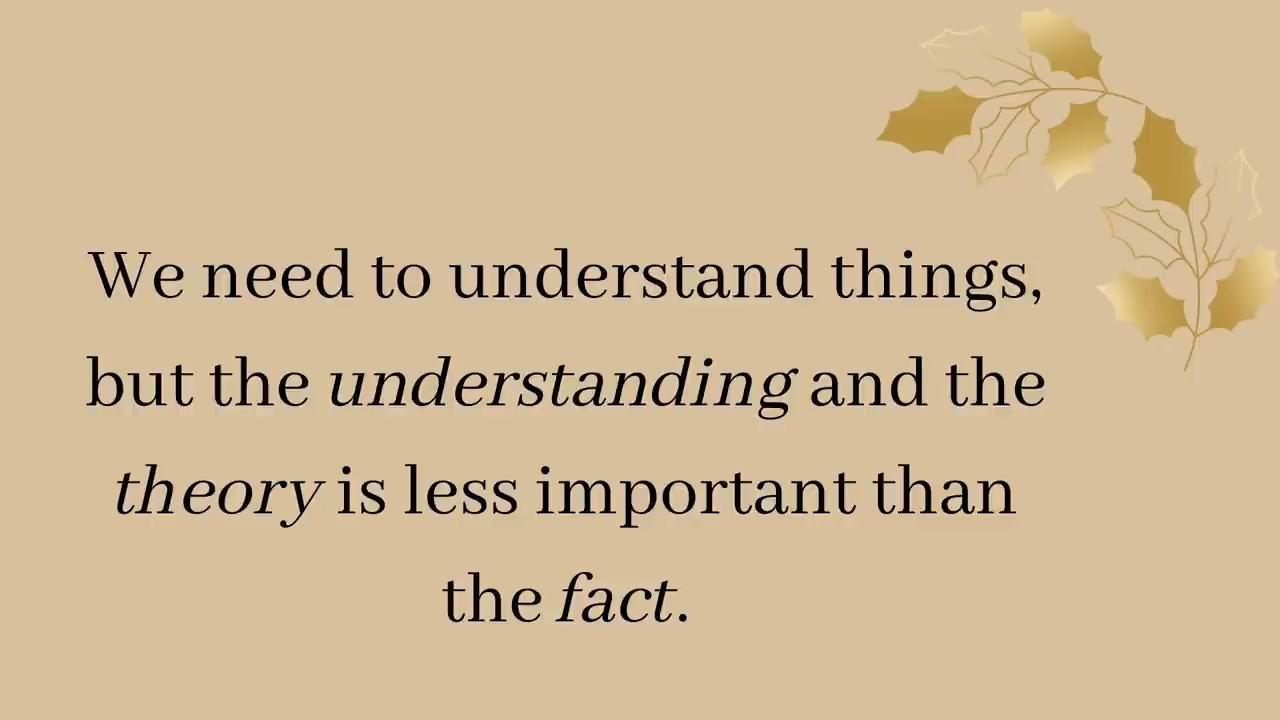 We need to understand things,
but the understanding and the
theory is less important than
the fact.